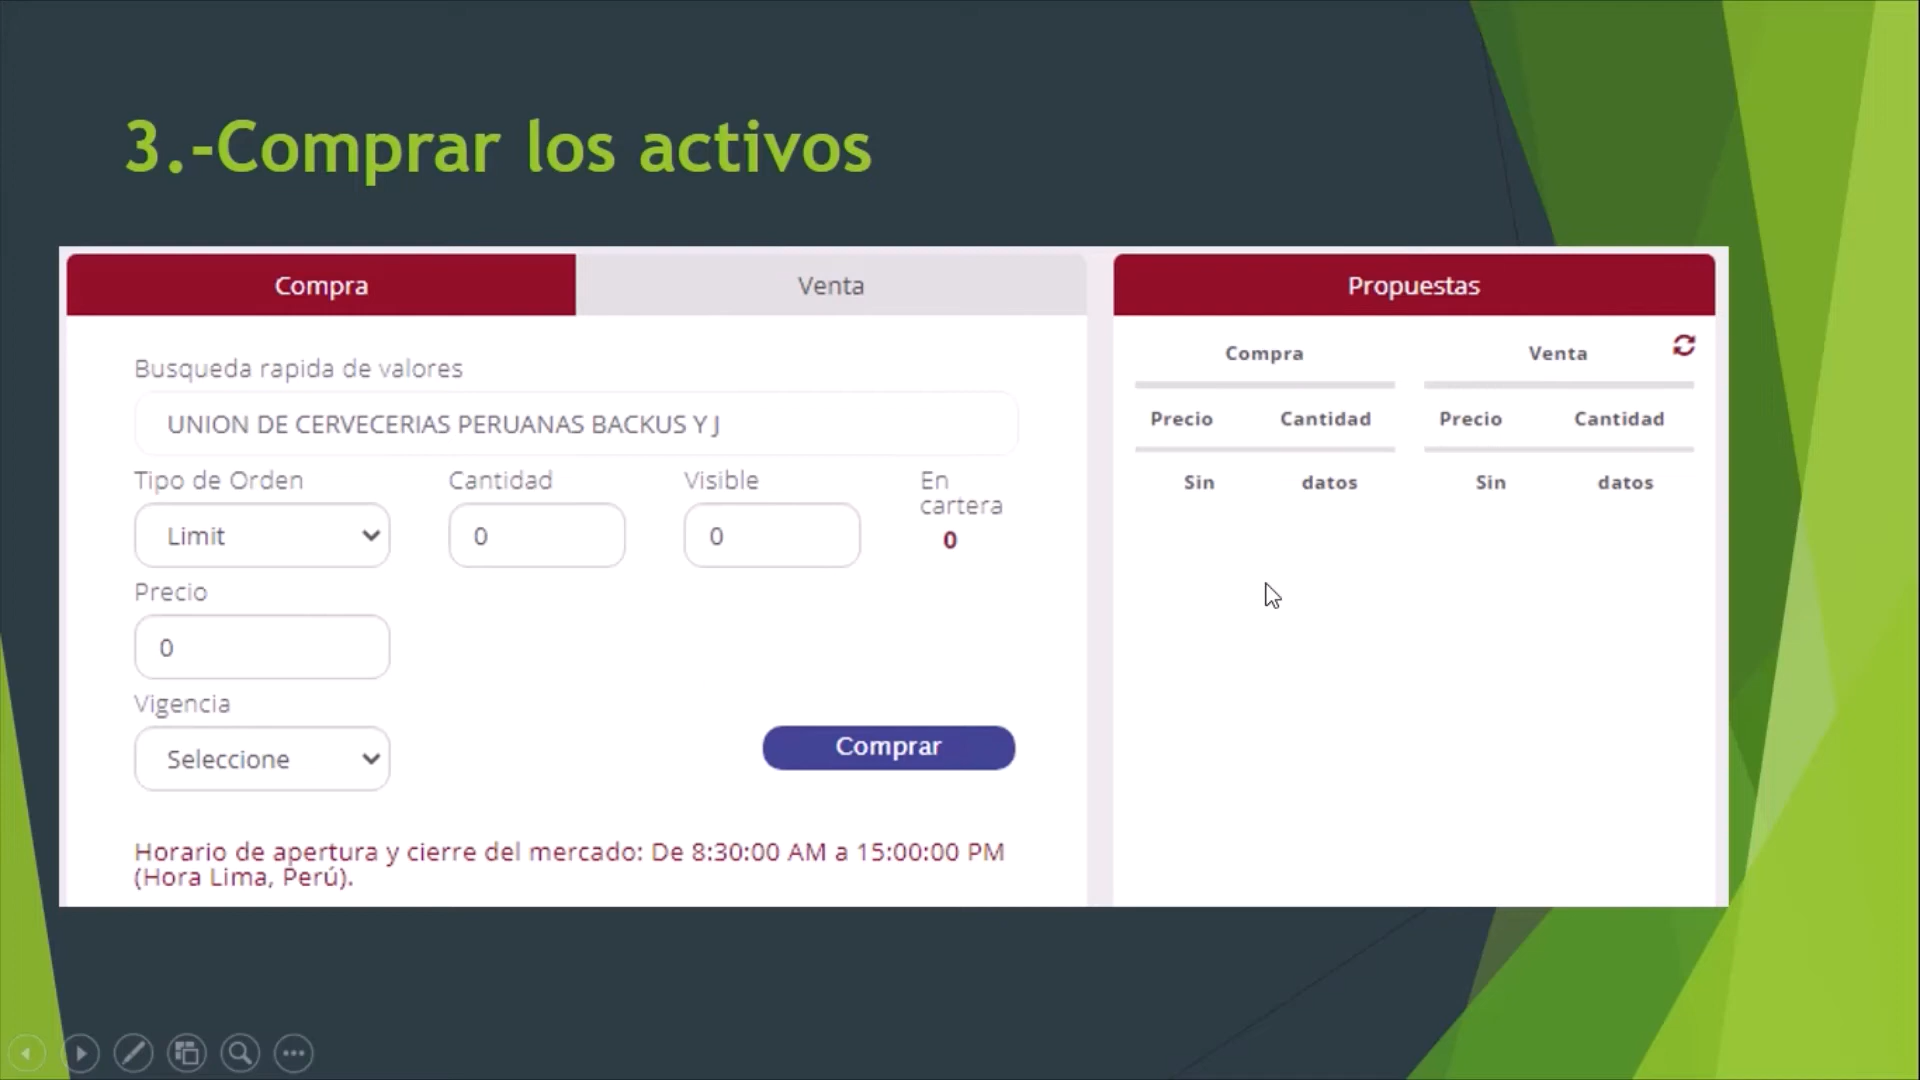 3.-Comprar los activos
Compra
Venta
Busqueda rapida de valores
UNION DE CERVECERIAS PERUANAS BACKUS Y J
Tipo de Orden
Cantidad
Visible
En
cartera
Limit
0
0
0
Precio
0
Vigencia
Seleccione
Comprar
Horario de apertura y cierre del mercado: De 8:30:00 AM a 15:00:00 PM
(Hora Lima, Perú).
Propuestas
Compra
Venta
Precio Cantidad Precio Cantidad
Sin datos Sin datos